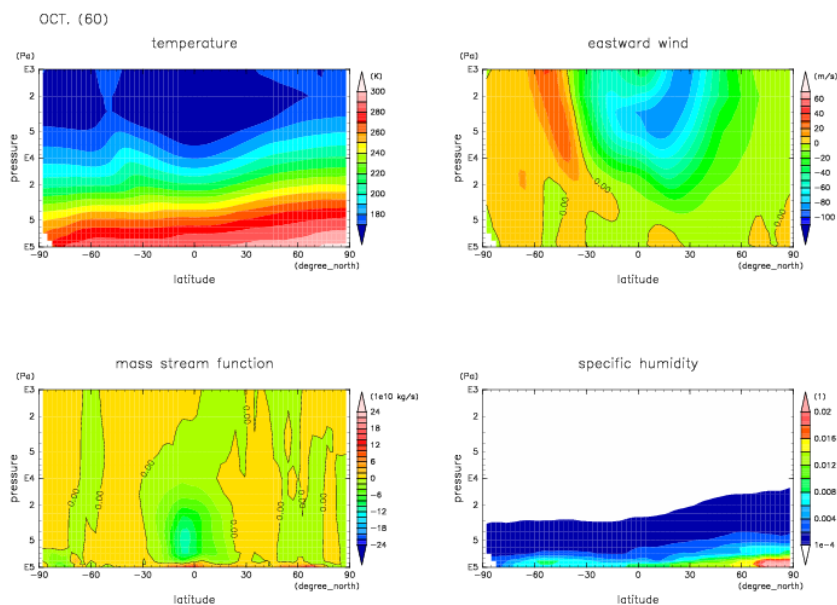 OCT. (60)
temperature
(Pa)
(K)
E3
2
5
E4
2
5
E5
pressure
300
280
260
240
220
200
180
-90 -60 -30 0 30 60 90
(degree_north)
latitude
eastward wind
(Pa)
(m/s)
E3
2
5
E4
2
5
E5
pressure
0.00
0.00
0.00
0.00
60
40
20
0
-20
-40
-60
-80
-100
-90 -60 -30 0 30 60 90
(degree_north)
latitude
mass stream function
(Pa)
(1e10 kg/s)
E3
2
5
E4
2
5
E5
pressure
0.00
0.00
0.00
0.00
0.00
0.00
0.00
24
18
12
6
0
-6
-12
-18
-24
-90 -60 -30 0 30 60 90
(degree_north)
latitude
specific humidity
(Pa)
(1)
E3
2
5
E4
2
5
E5
pressure
0.02
0.016
0.012
0.008
0.004
1e-4
-90 -60 -30 0 30 60 90
(degree_north)
latitude